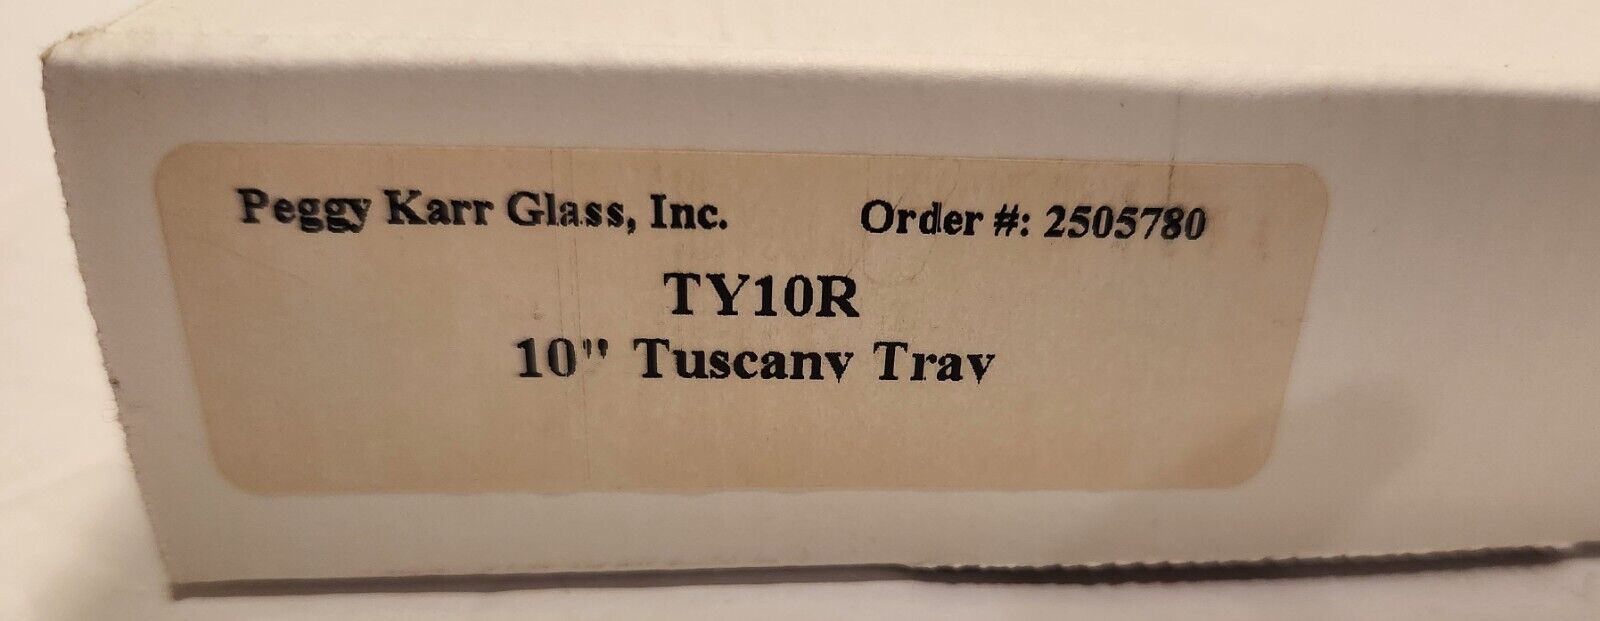 Peggy Karr Glass, Inc. Order #: 2505780
TY10R
10" Tuscany Tray